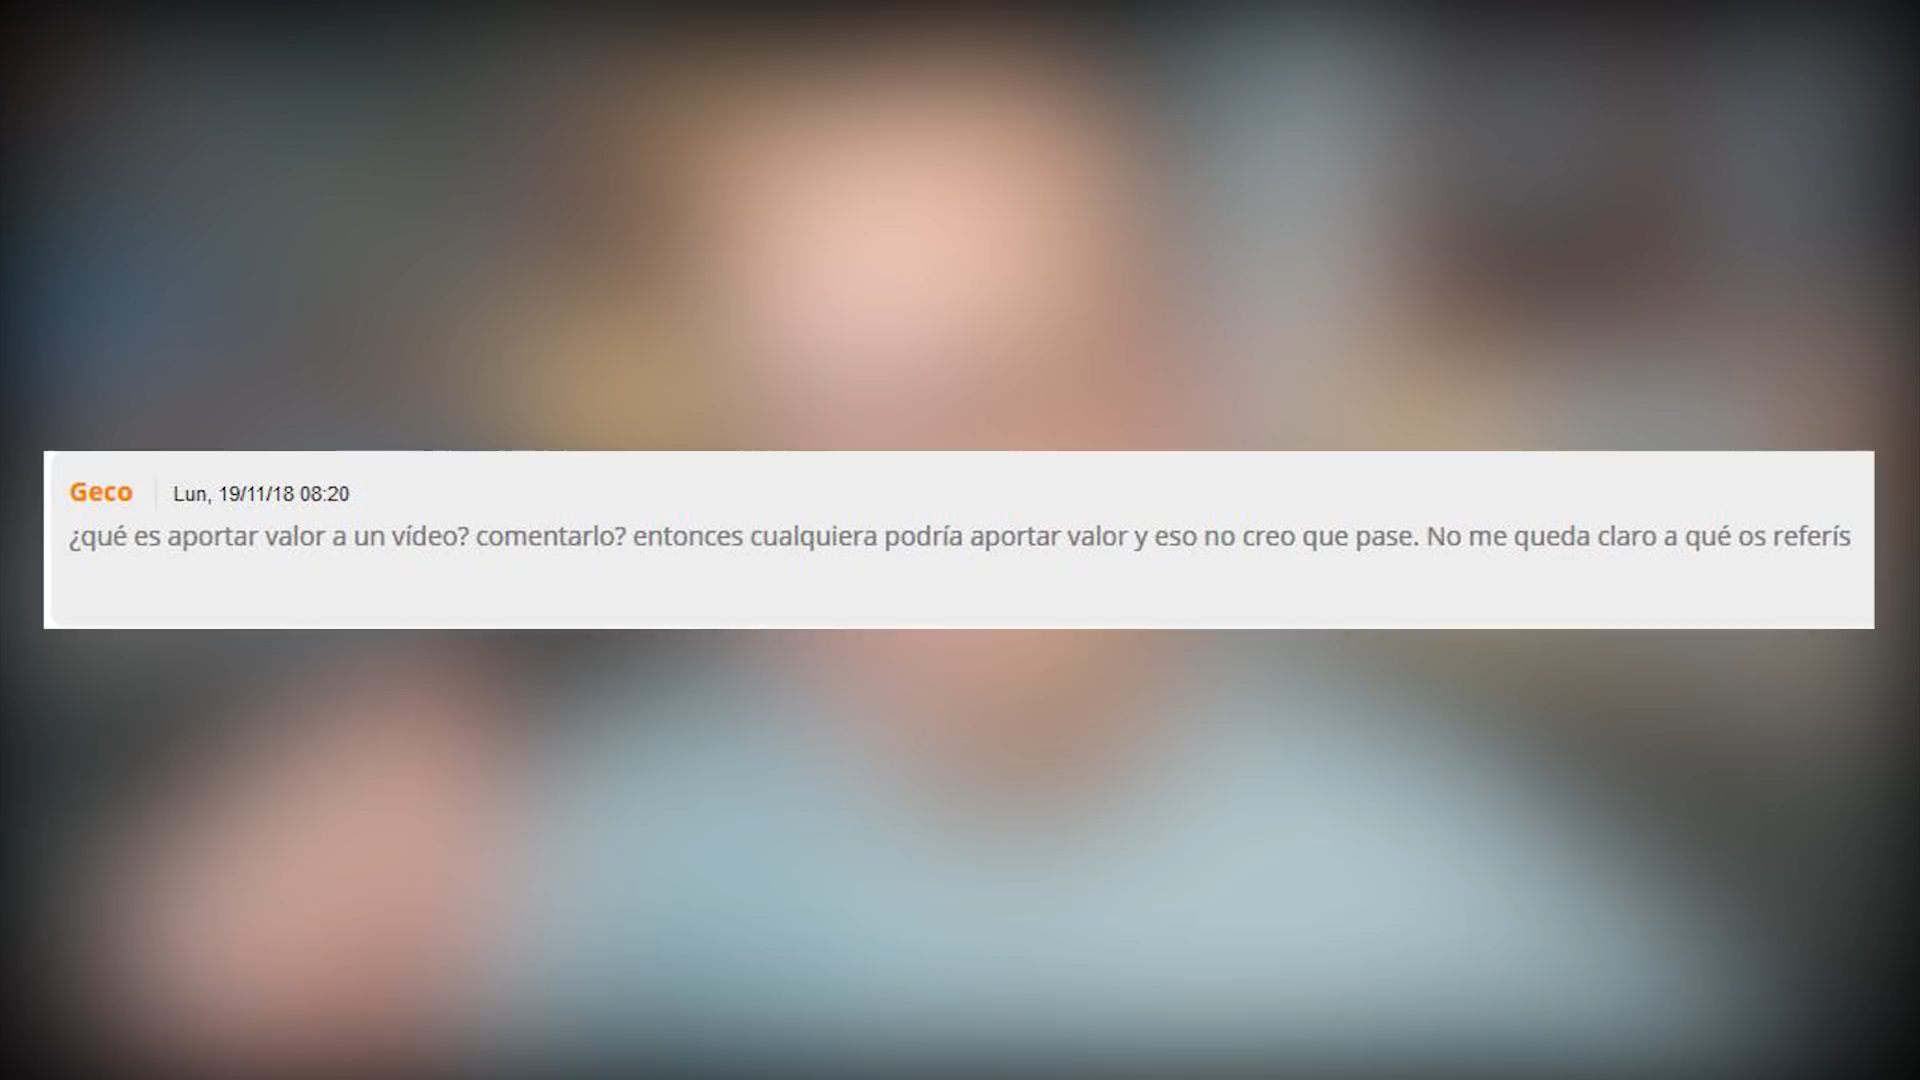 Geco Lun, 19/11/18 08:20
¿qué es aportar valor a un vídeo? comentarlo? entonces cualquiera podría aportar valor y eso no creo que pase. No me queda claro a qué os referís